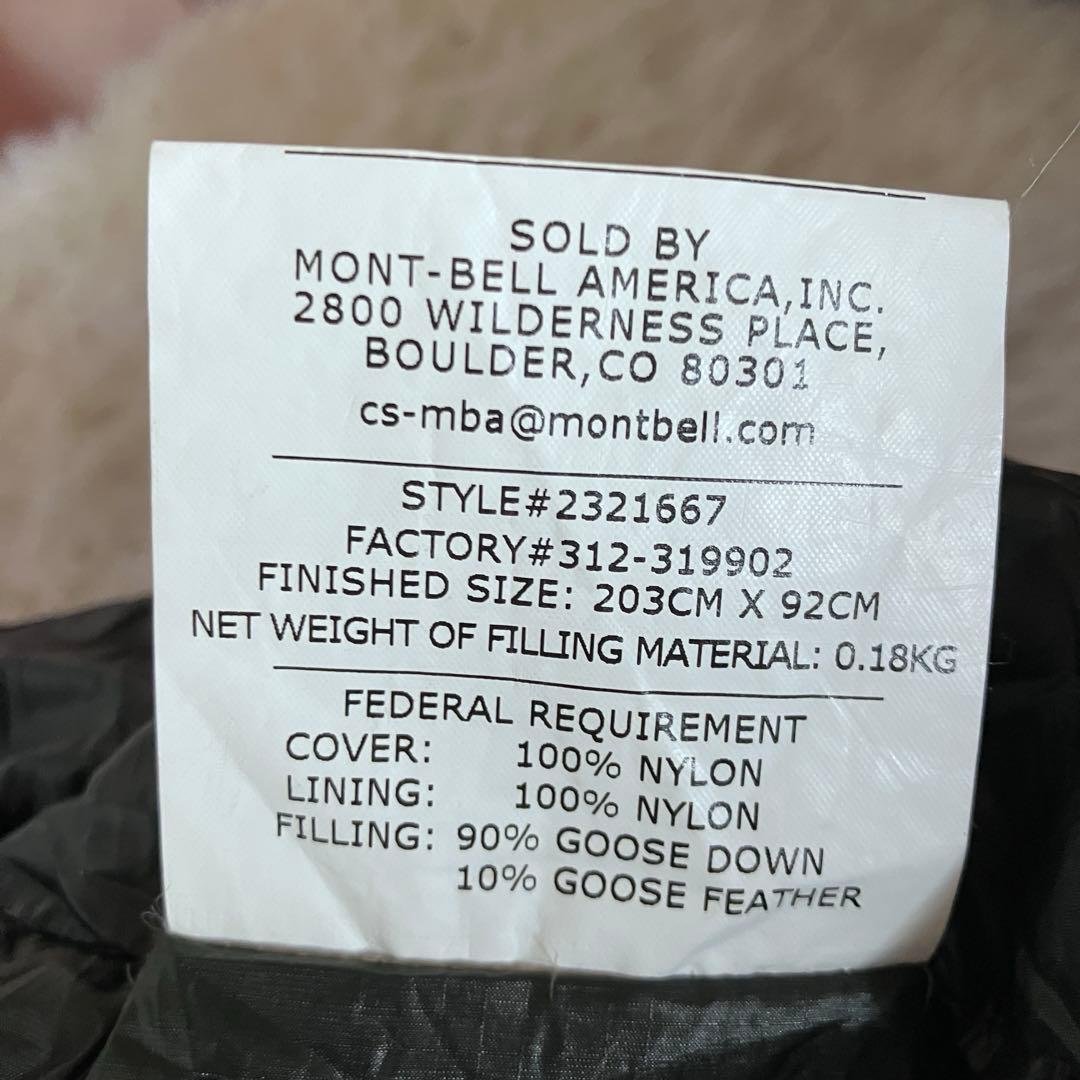 SOLD BY
MONT-BELL AMERICA,INC.
2800 WILDERNESS PLACE,
BOULDER,CO 80301
cs-mba@montbell.com
STYLE#2321667
FACTORY#312-319902
FINISHED SIZE: 203CM X 92CM
NET WEIGHT OF FILLING MATERIAL: 0.18KG
FEDERAL REQUIREMENT
COVER: 100% NYLON
LINING: 100% NYLON
FILLING: 90% GOOSE DOWN
10% GOOSE FEATHER